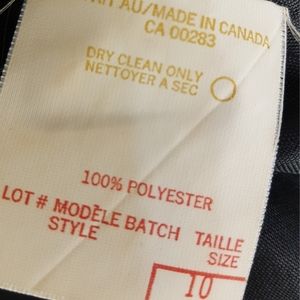 AU/MADE IN CANADA
CA 00283
DRY CLEAN ONLY
NETTOYER A SEC
100% POLYESTER
LOT # MODÈLE BATCH TAILLE
STYLE SIZE
10